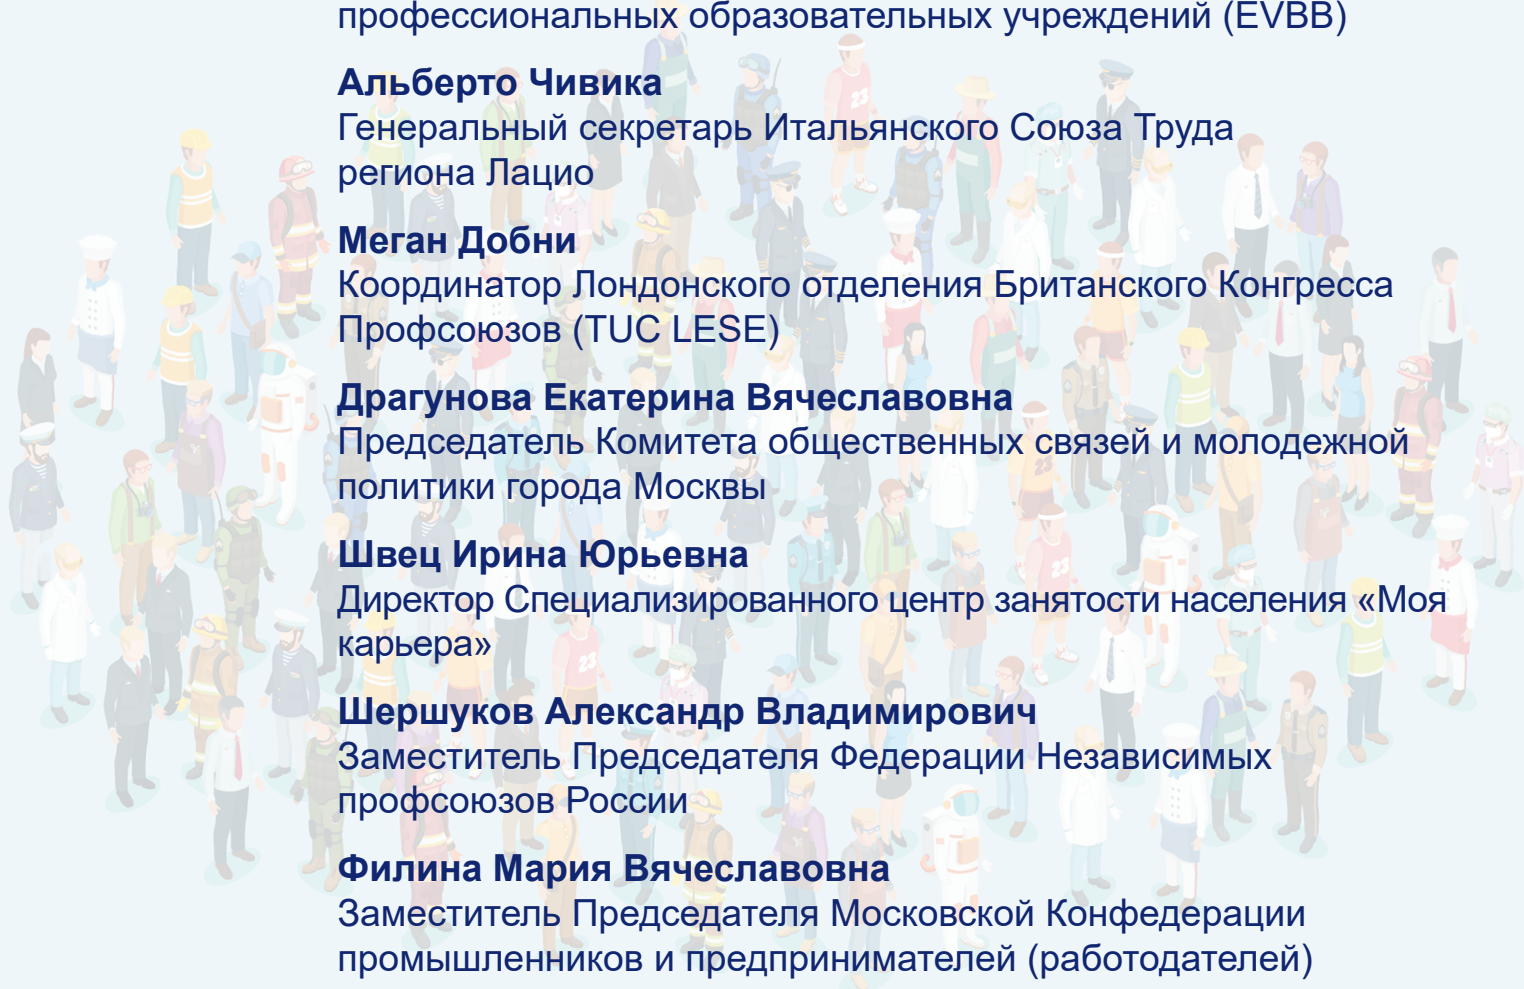 профессиональных образовательных учреждений (EVBB)
Альберто Чивика
Генеральный секретарь Итальянского Союза Труда
региона Лацио
Меган Добни
Координатор Лондонского отделения Британского Конгресса
Профсоюзов (TUC LESE)
Драгунова Екатерина Вячеславовна
Председатель Комитета общественных связей и молодежной
политики города Москвы
Швец Ирина Юрьевна
Директор Специализированного центр занятости населения «Моя
карьера»
Шершуков Александр Владимирович
Заместитель Председателя Федерации Независимых
профсоюзов России
Филина Мария Вячеславовна
Заместитель Председателя Московской Конфедерации
промышленников и предпринимателей (работодателей)